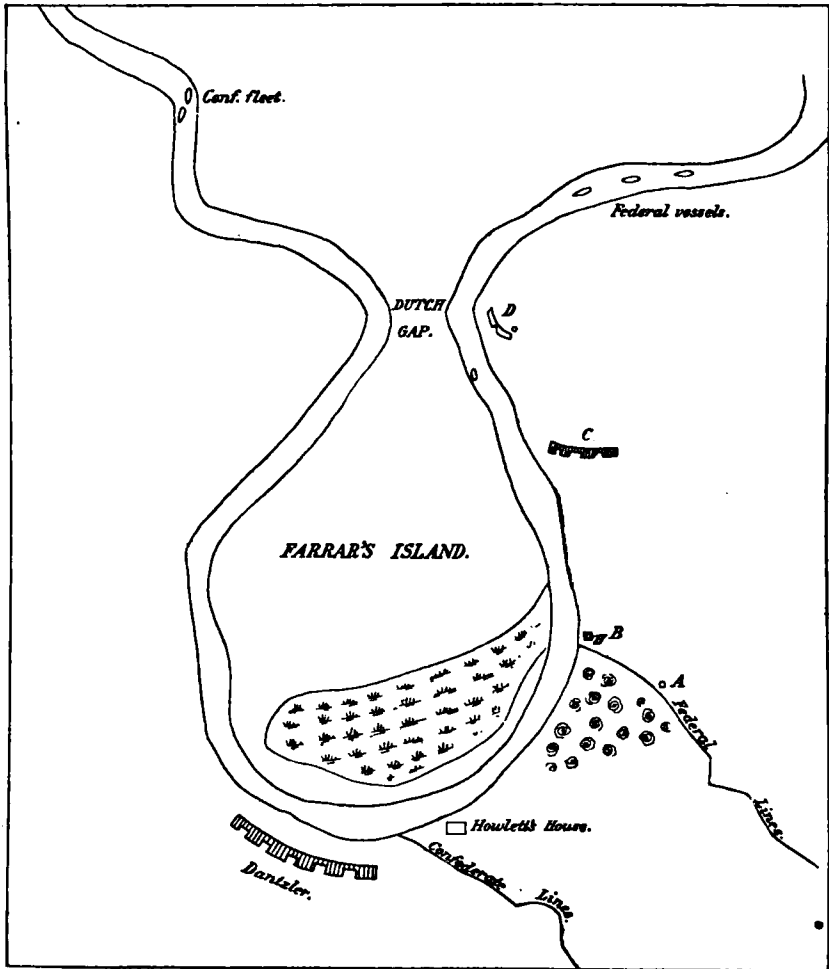 Conf. fleet.
Federal vessels.
DUTCH
GAP.
D
C
FARRAR'S ISLAND.
B
A
Federal
Lines.
Howlett's House.
Confederate
Lines.
Dantzler.